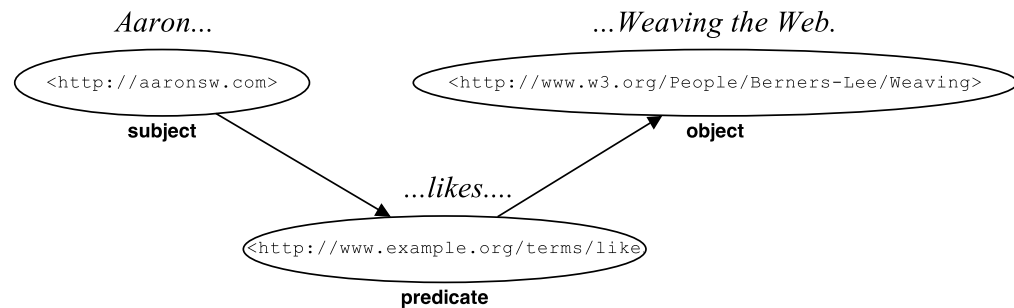 Aaron...
...Weaving the Web.
<http://aaronsw.com>
<http://www.w3.org/People/Berners-Lee/Weaving>
subject
object
...likes....
<http://www.example.org/terms/like
predicate